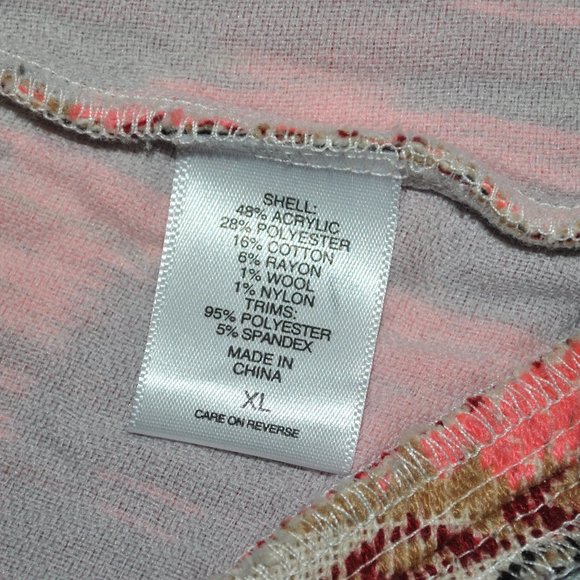 SHELL:
48% ACRYLIC
28% POLYESTER
16% COTTON
6% RAYON
1% WOOL
1% NYLON
TRIMS:
95% POLYESTER
5% SPANDEX
MADE IN
CHINA
XL
CARE ON REVERSE